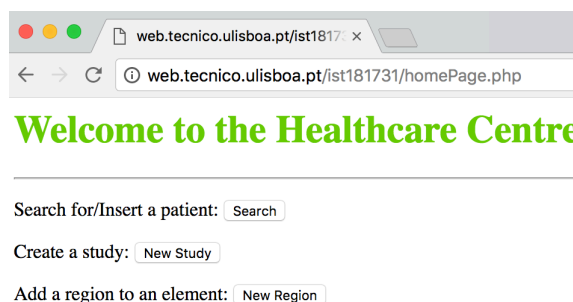 web.tecnico.ulisboa.pt/ist1817
web.tecnico.ulisboa.pt/ist181731/homePage.php
Welcome to the Healthcare Centre
Search for/Insert a patient: Search
Create a study: New Study
Add a region to an element: New Region